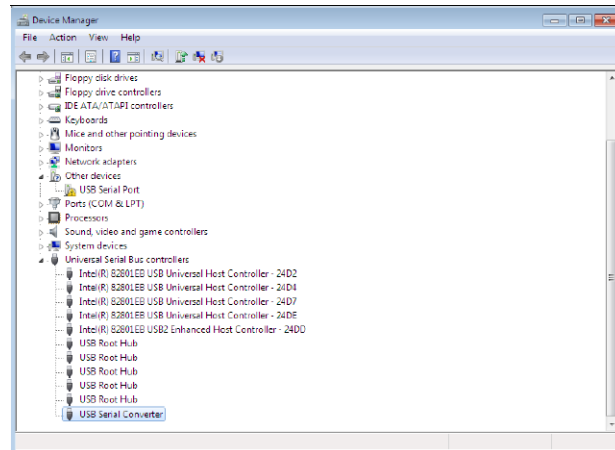 Device Manager
File Action View Help
Floppy disk drives
Floppy drive controllers
IDE ATA/ATAPI controllers
Keyboards
Mice and other pointing devices
Monitors
Network adapters
Other devices
USB Serial Port
Ports (COM & LPT)
Processors
Sound, video and game controllers
System devices
Universal Serial Bus controllers
Intel(R) 82801EB USB Universal Host Controller - 24D2
Intel(R) 82801EB USB Universal Host Controller - 24D4
Intel(R) 82801EB USB Universal Host Controller - 24D7
Intel(R) 82801EB USB Universal Host Controller - 24DE
Intel(R) 82801EB USB2 Enhanced Host Controller - 24DD
USB Root Hub
USB Root Hub
USB Root Hub
USB Root Hub
USB Root Hub
USB Serial Converter